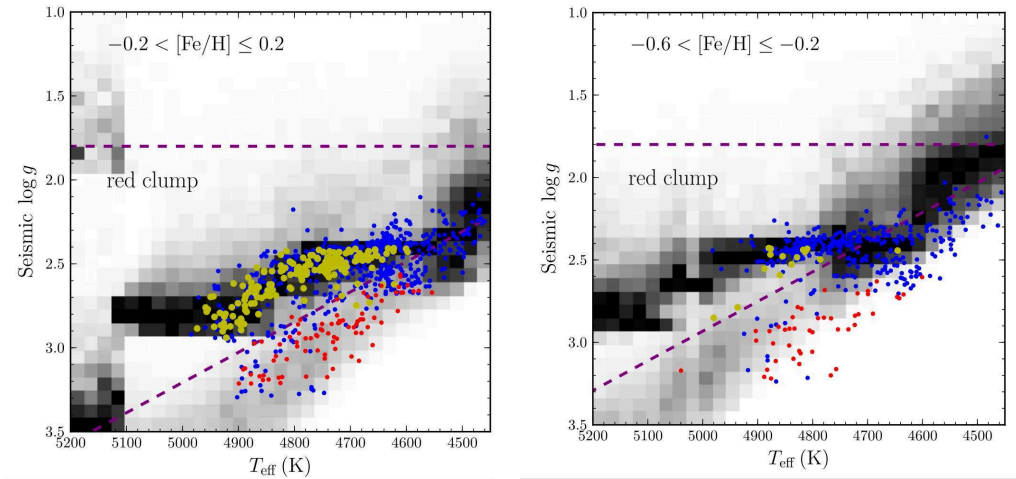 −0.2 < [Fe/H] ≤ 0.2
red clump
Seismic log g
1.0
1.5
2.0
2.5
3.0
3.5
5200 5100 5000 4900 4800 4700 4600 4500
T_eff (K)
−0.6 < [Fe/H] ≤ −0.2
red clump
Seismic log g
1.0
1.5
2.0
2.5
3.0
3.5
5200 5100 5000 4900 4800 4700 4600 4500
T_eff (K)